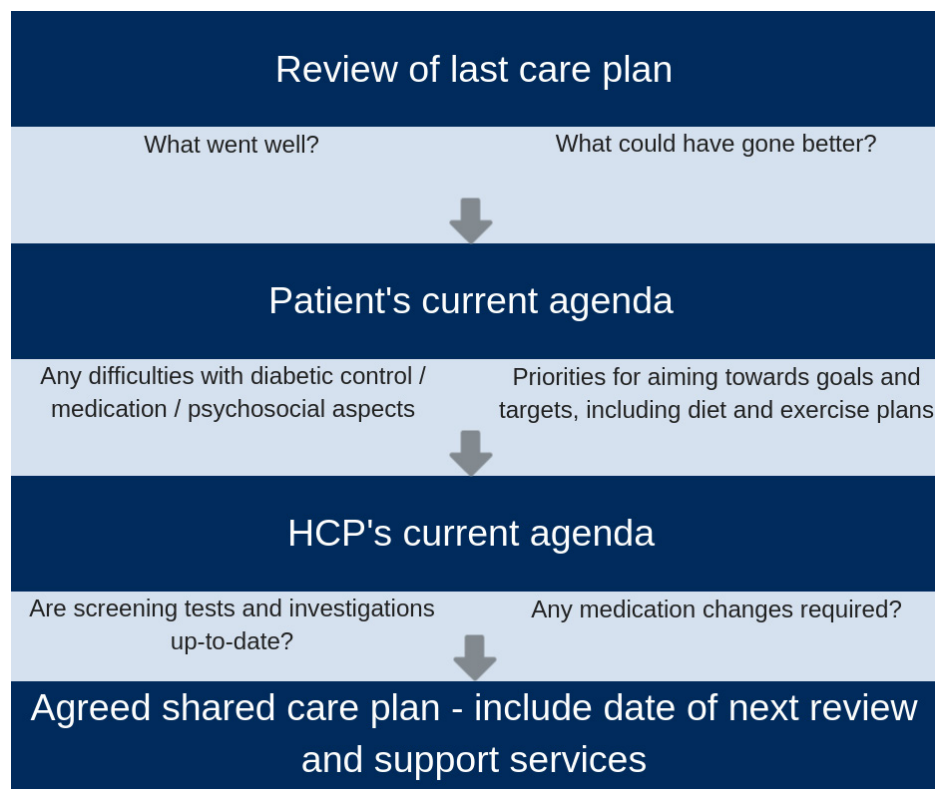 Review of last care plan
What went well?
What could have gone better?
Patient's current agenda
Any difficulties with diabetic control /
medication / psychosocial aspects
Priorities for aiming towards goals and
targets, including diet and exercise plans
HCP's current agenda
Are screening tests and investigations
up-to-date?
Any medication changes required?
Agreed shared care plan - include date of next review
and support services